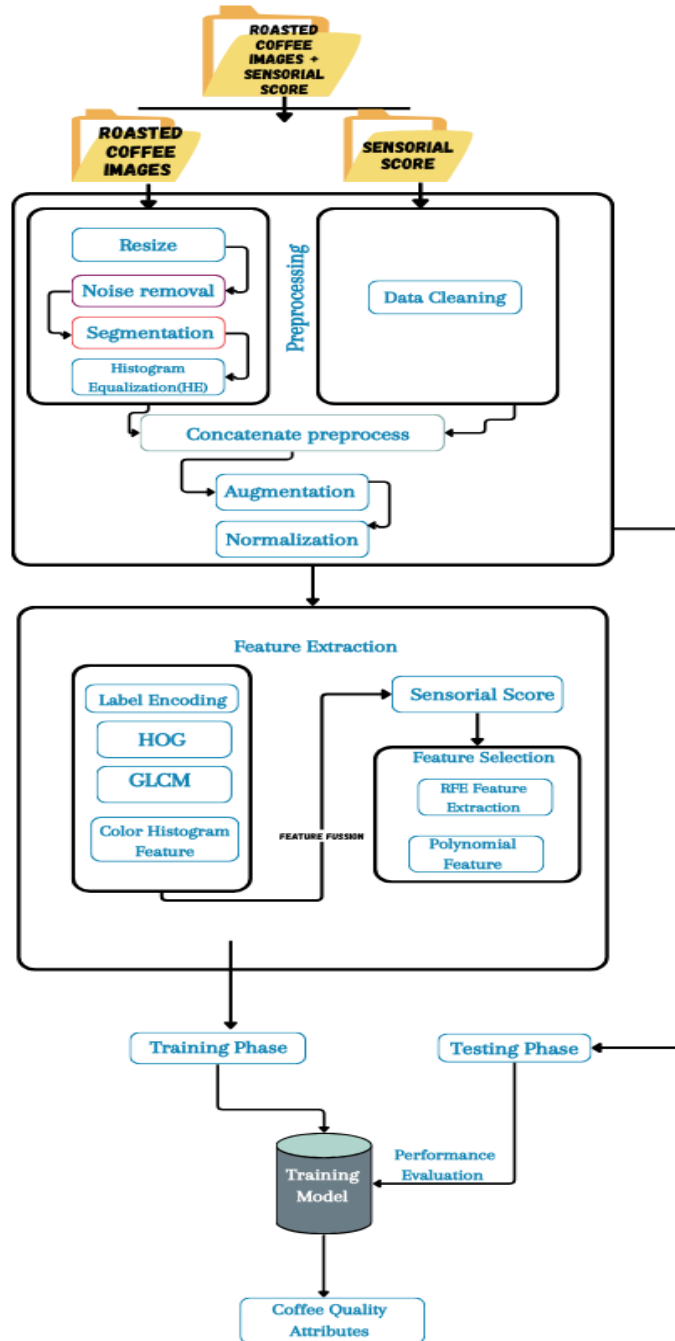 ROASTED
COFFEE
IMAGES +
SENSORIAL
SCORE
ROASTED
COFFEE
IMAGES
SENSORIAL
SCORE
Preprocessing
Resize
Noise removal
Segmentation
Histogram
Equalization(HE)
Data Cleaning
Concatenate preprocess
Augmentation
Normalization
Feature Extraction
Label Encoding
HOG
GLCM
Color Histogram
Feature
FEATURE FUSSION
Sensorial Score
Feature Selection
RFE Feature
Extraction
Polynomial
Feature
Training Phase
Testing Phase
Performance
Evaluation
Training
Model
Coffee Quality
Attributes